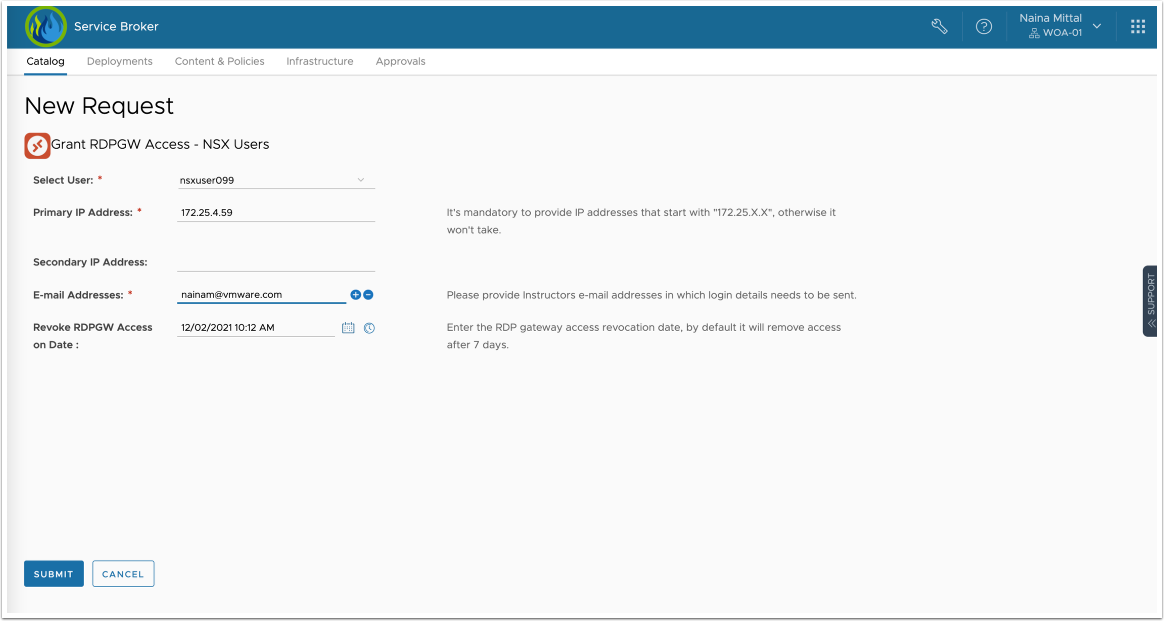 Service Broker
Naina Mittal
WOA-01
Catalog
Deployments
Content & Policies
Infrastructure
Approvals
New Request
Grant RDPGW Access - NSX Users
Select User: *
nsxuser099
Primary IP Address: *
172.25.4.59
It's mandatory to provide IP addresses that start with "172.25.X.X", otherwise it
won't take.
Secondary IP Address:
E-mail Addresses: *
nainam@vmware.com
Please provide Instructors e-mail addresses in which login details needs to be sent.
Revoke RDPGW Access
on Date :
12/02/2021 10:12 AM
Enter the RDP gateway access revocation date, by default it will remove access
after 7 days.
SUPPORT
SUBMIT
CANCEL